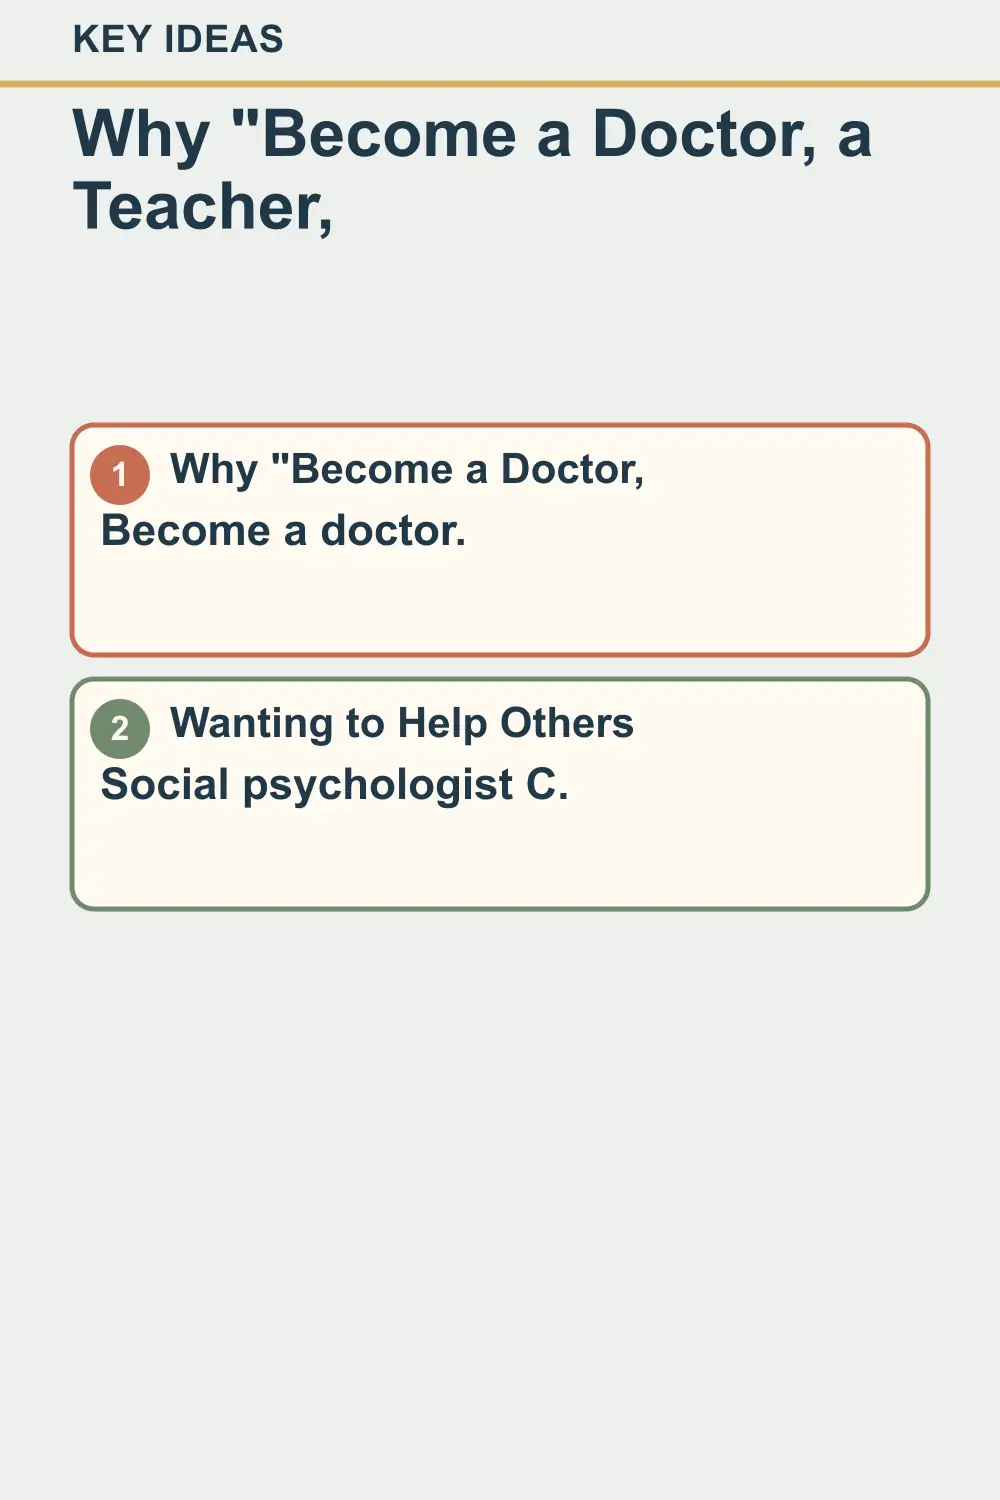 KEY IDEAS
Why "Become a Doctor, a
Teacher,
1 Why "Become a Doctor,
Become a doctor.
2 Wanting to Help Others
Social psychologist C.